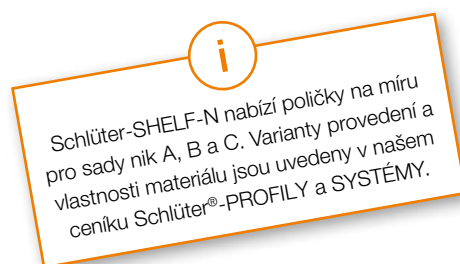 i
Schlüter-SHELF-N nabízí poličky na míru
pro sady nik A, B a C. Varianty provedení a
vlastnosti materiálu jsou uvedeny v našem
ceníku Schlüter®-PROFILY a SYSTÉMY.